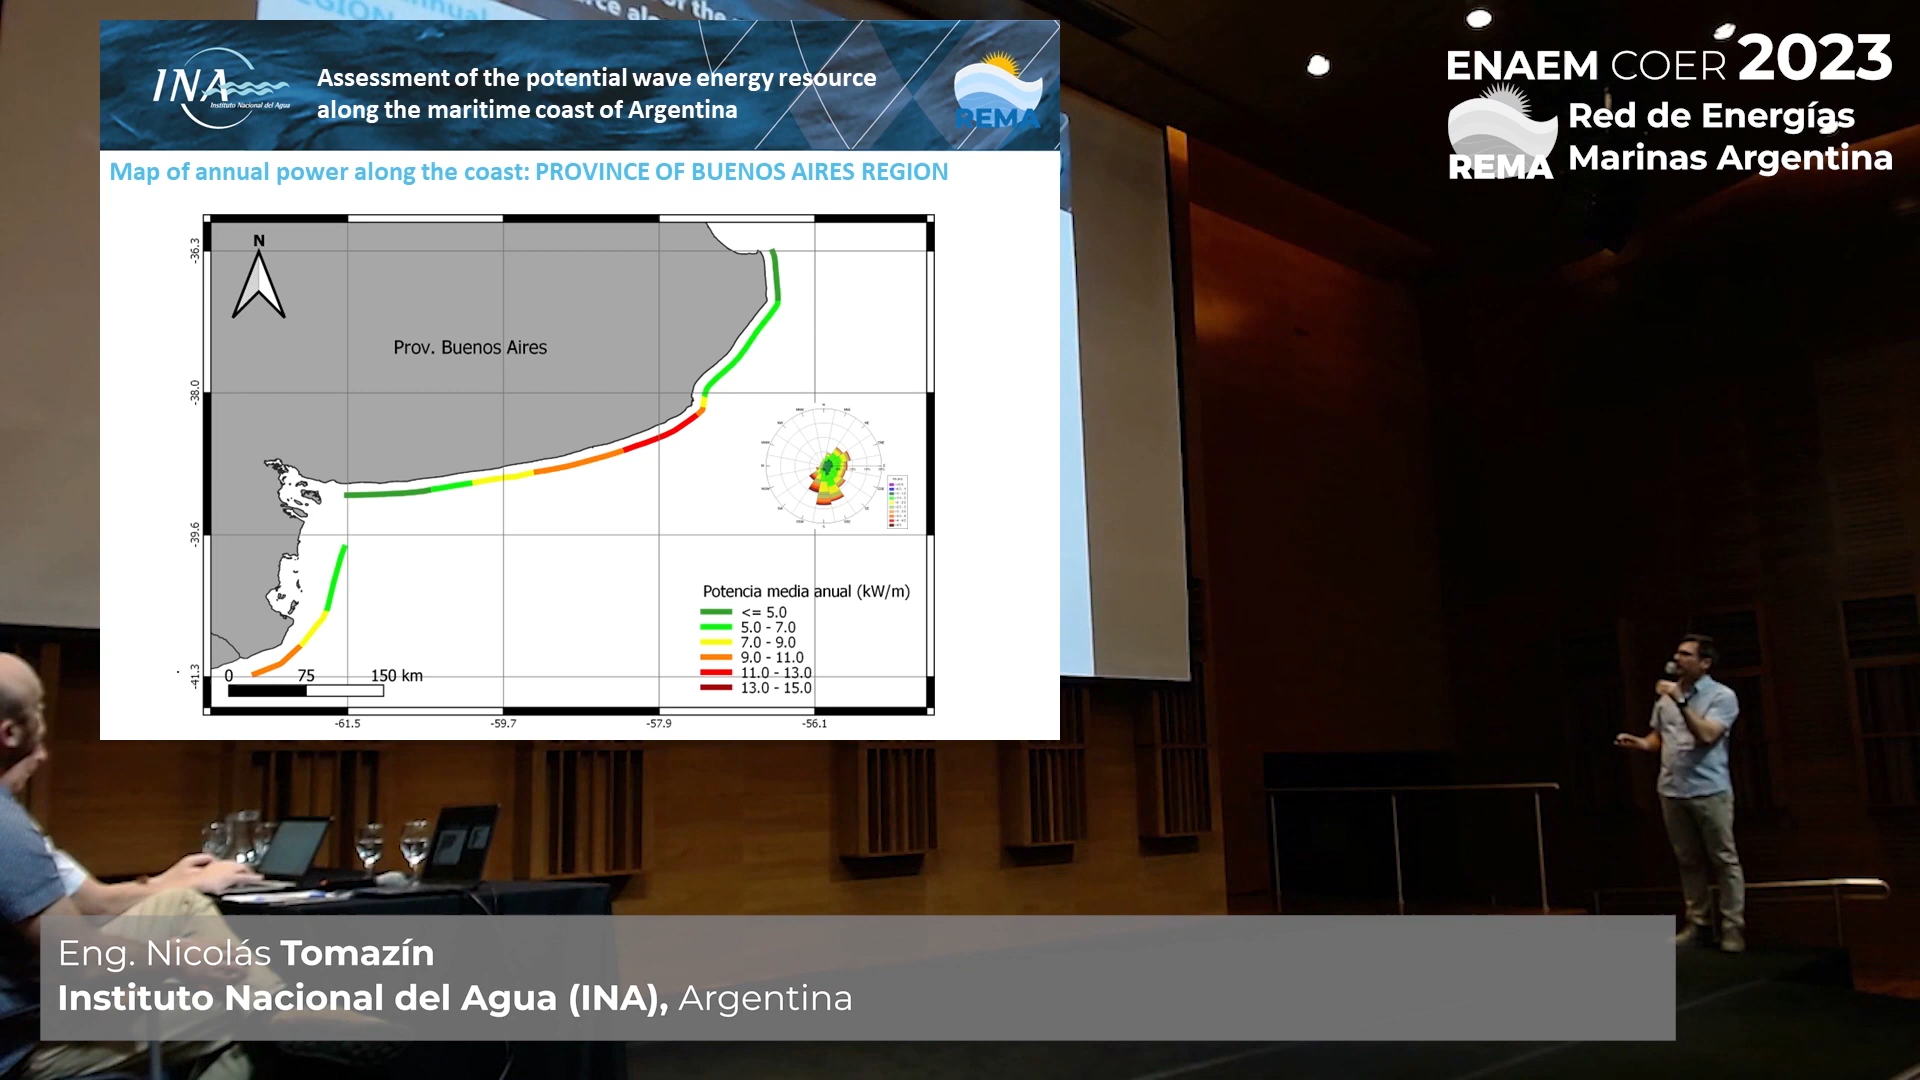 INA
Instituto Nacional del Agua
Assessment of the potential wave energy resource
along the maritime coast of Argentina
REMA
Map of annual power along the coast: PROVINCE OF BUENOS AIRES REGION
N
Prov. Buenos Aires
-36.3
-38.0
-39.6
-41.3
0 75 150 km
-61.5 -59.7 -57.9 -56.1
Potencia media anual (kW/m)
<= 5.0
5.0 - 7.0
7.0 - 9.0
9.0 - 11.0
11.0 - 13.0
13.0 - 15.0
ENAEM COER 2023
REMA
Red de Energías
Marinas Argentina
Eng. Nicolás Tomazín
Instituto Nacional del Agua (INA), Argentina